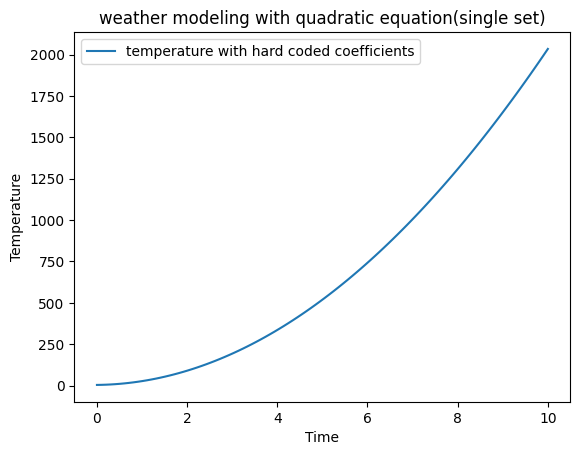 weather modeling with quadratic equation(single set)
temperature with hard coded coefficients
2000
1750
1500
1250
1000
750
500
250
0
Temperature
0 2 4 6 8 10
Time